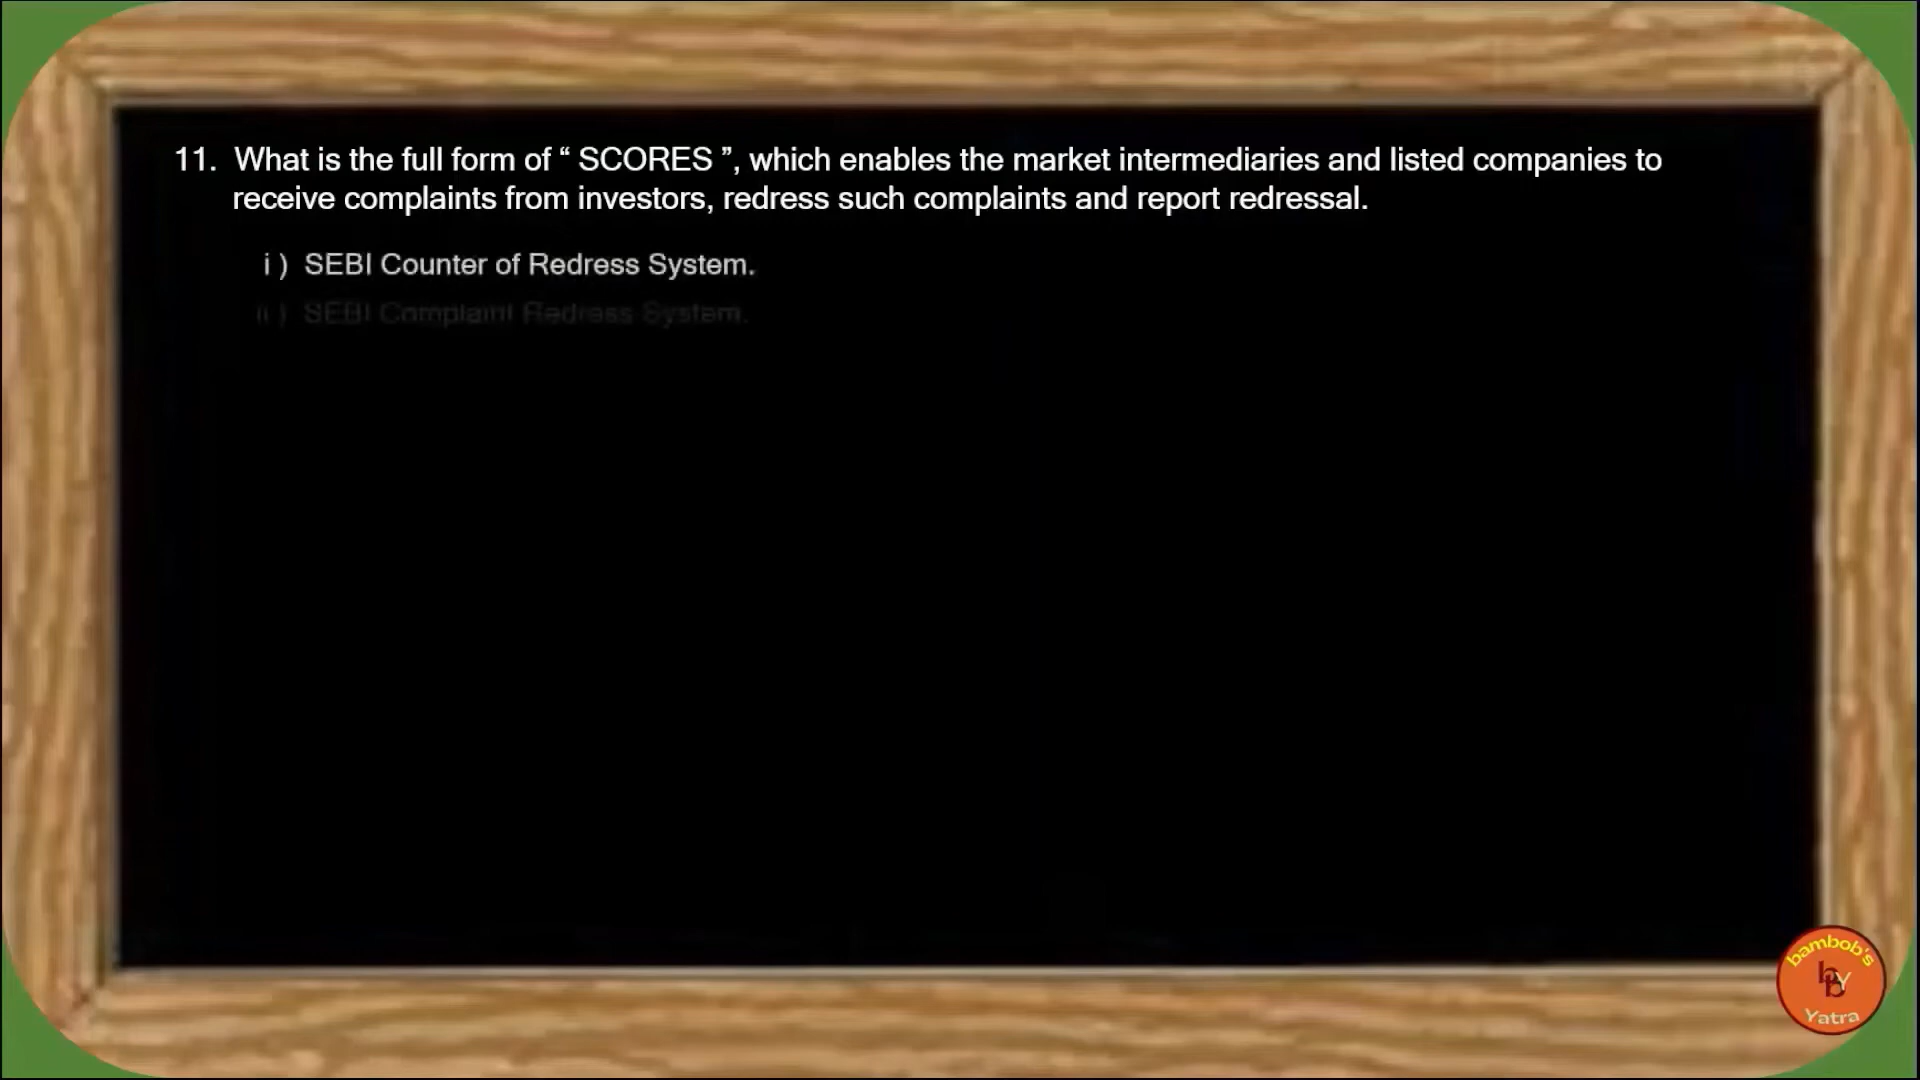 11. What is the full form of “ SCORES ”, which enables the market intermediaries and listed companies to
receive complaints from investors, redress such complaints and report redressal.
i ) SEBI Counter of Redress System.
ii ) SEBI Complaint Redress System.
bambob's
bby
Yatra